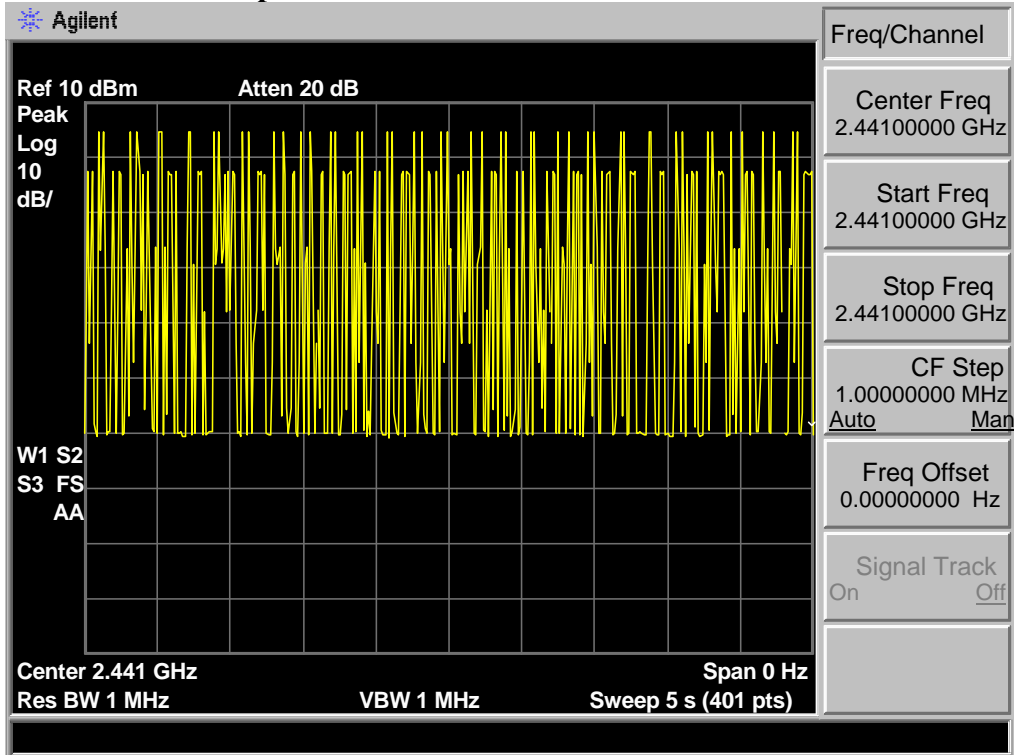 Agilent
Freq/Channel
Ref 10 dBm Atten 20 dB
Peak
Log
10
dB/
W1 S2
S3 FS
AA
Center 2.441 GHz Span 0 Hz
Res BW 1 MHz VBW 1 MHz Sweep 5 s (401 pts)
Center Freq
2.44100000 GHz
Start Freq
2.44100000 GHz
Stop Freq
2.44100000 GHz
CF Step
1.00000000 MHz
Auto Man
Freq Offset
0.00000000 Hz
Signal Track
On Off